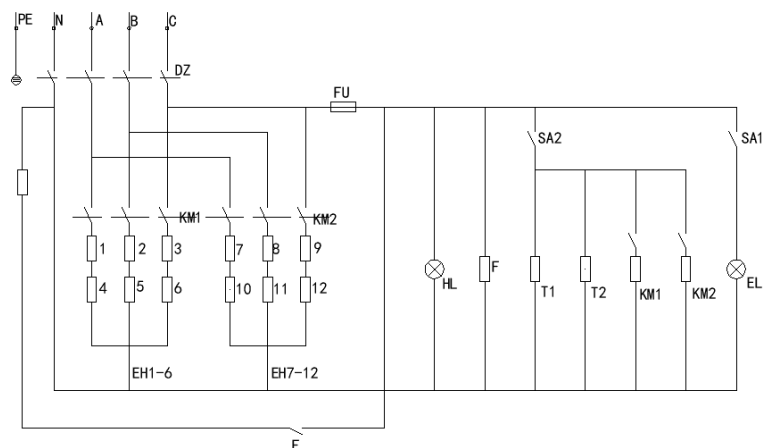 PE N A B C
DZ
FU
SA2 SA1
KM1 KM2
1 2 3 7 8 9
4 5 6 10 11 12
HL F T1 T2 KM1 KM2 EL
EH1-6 EH7-12
F